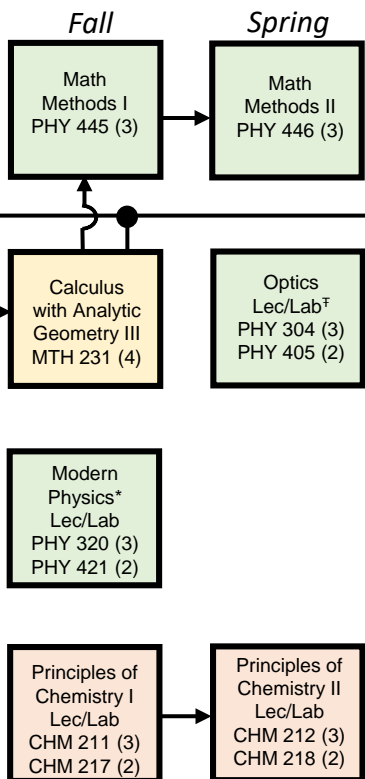 Fall
Spring
Math
Methods I
PHY 445 (3)
Math
Methods II
PHY 446 (3)
Calculus
with Analytic
Geometry III
MTH 231 (4)
Optics
Lec/Lab⸸
PHY 304 (3)
PHY 405 (2)
Modern
Physics*
Lec/Lab
PHY 320 (3)
PHY 421 (2)
Principles of
Chemistry I
Lec/Lab
CHM 211 (3)
CHM 217 (2)
Principles of
Chemistry II
Lec/Lab
CHM 212 (3)
CHM 218 (2)